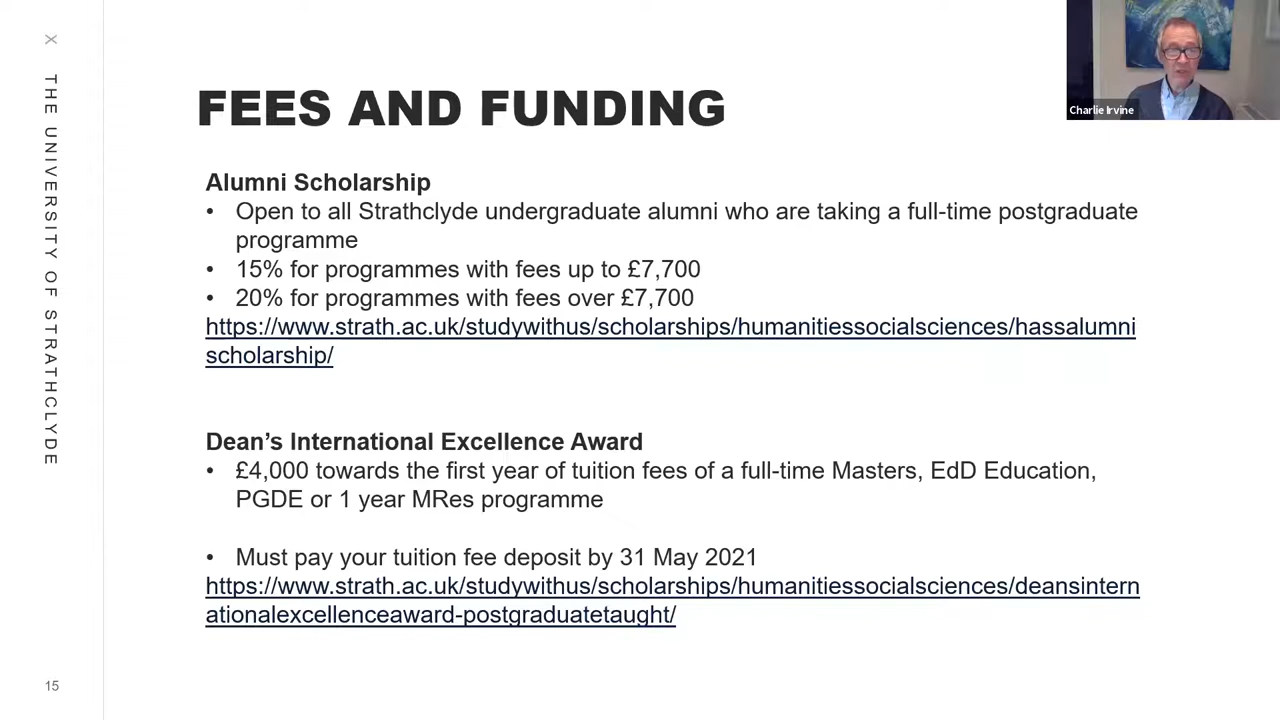 X THE UNIVERSITY OF STRATHCLYDE
FEES AND FUNDING
Charlie Irvine
Alumni Scholarship
• Open to all Strathclyde undergraduate alumni who are taking a full-time postgraduate
programme
• 15% for programmes with fees up to £7,700
• 20% for programmes with fees over £7,700
https://www.strath.ac.uk/studywithus/scholarships/humanitiessocialsciences/hassalumni
scholarship/
Dean’s International Excellence Award
• £4,000 towards the first year of tuition fees of a full-time Masters, EdD Education,
PGDE or 1 year MRes programme
• Must pay your tuition fee deposit by 31 May 2021
https://www.strath.ac.uk/studywithus/scholarships/humanitiessocialsciences/deansintern
ationalexcellenceaward-postgraduatetaught/
15